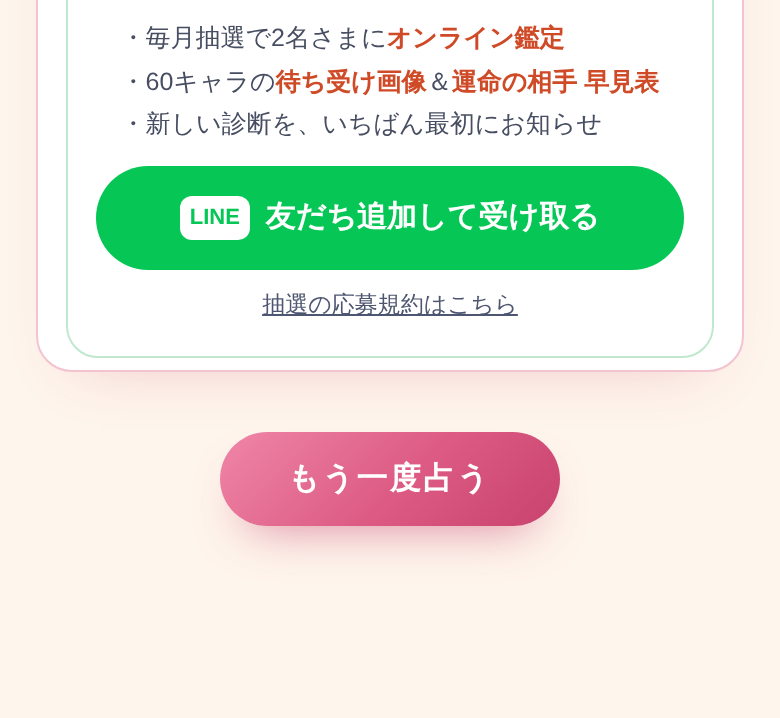 ・毎月抽選で2名さまにオンライン鑑定
・60キャラの待ち受け画像＆運命の相手 早見表
・新しい診断を、いちばん最初にお知らせ
LINE 友だち追加して受け取る
抽選の応募規約はこちら
もう一度占う